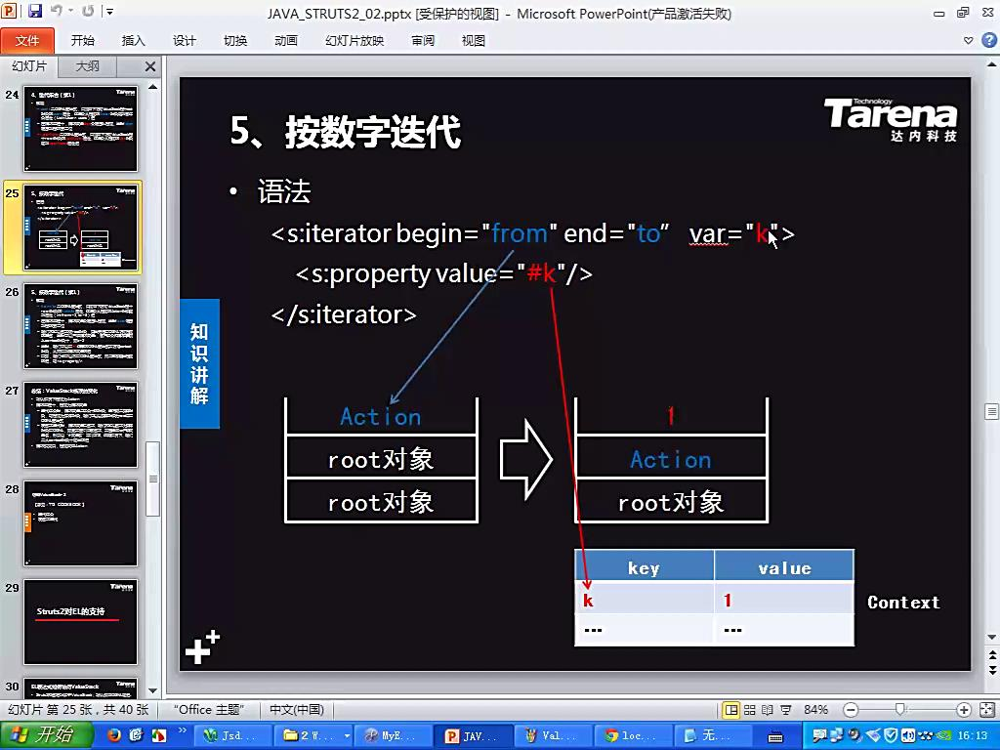 JAVA_STRUTS2_02.pptx [受保护的视图] - Microsoft PowerPoint(产品激活失败)
文件 开始 插入 设计 切换 动画 幻灯片放映 审阅 视图
幻灯片 大纲
24
25
26
27
28
29
Struts2对EL的支持
30
Technology
Tarena
达内科技
5、按数字迭代
• 语法
<s:iterator begin="from" end="to” var="k">
<s:property value="#k"/>
</s:iterator>
知识讲解
Action
root对象
root对象
1
Action
root对象
key value
k 1
... ...
Context
幻灯片 第 25 张，共 40 张 "Office 主题" 中文(中国) 84%
开始 Jsd... 2 W... MyE... JAV... Val... loc... 无... 16:13